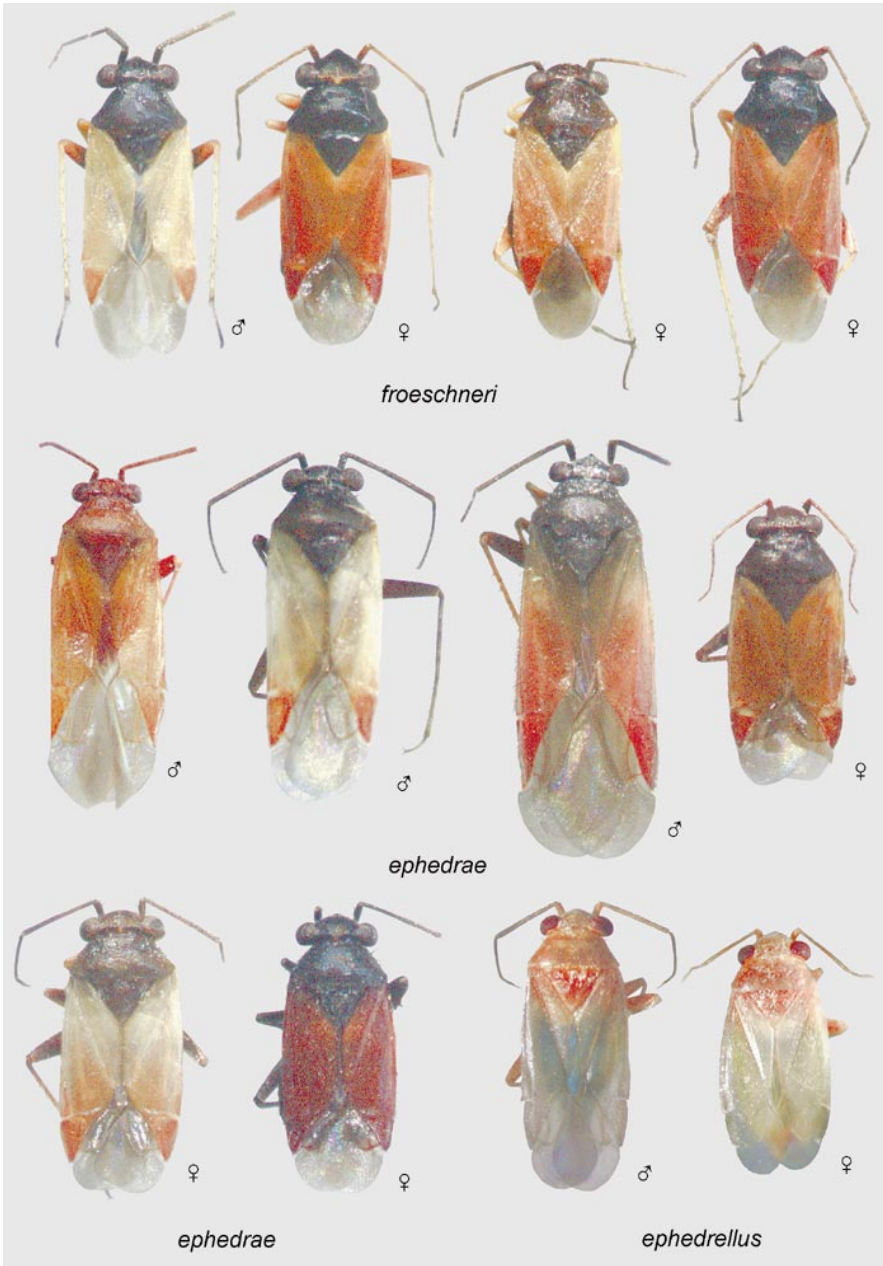 ♂ ♀ ♀ ♀
froeschneri
♂ ♂ ♂ ♀
ephedrae
♀ ♀ ♂ ♀
ephedrae ephedrellus